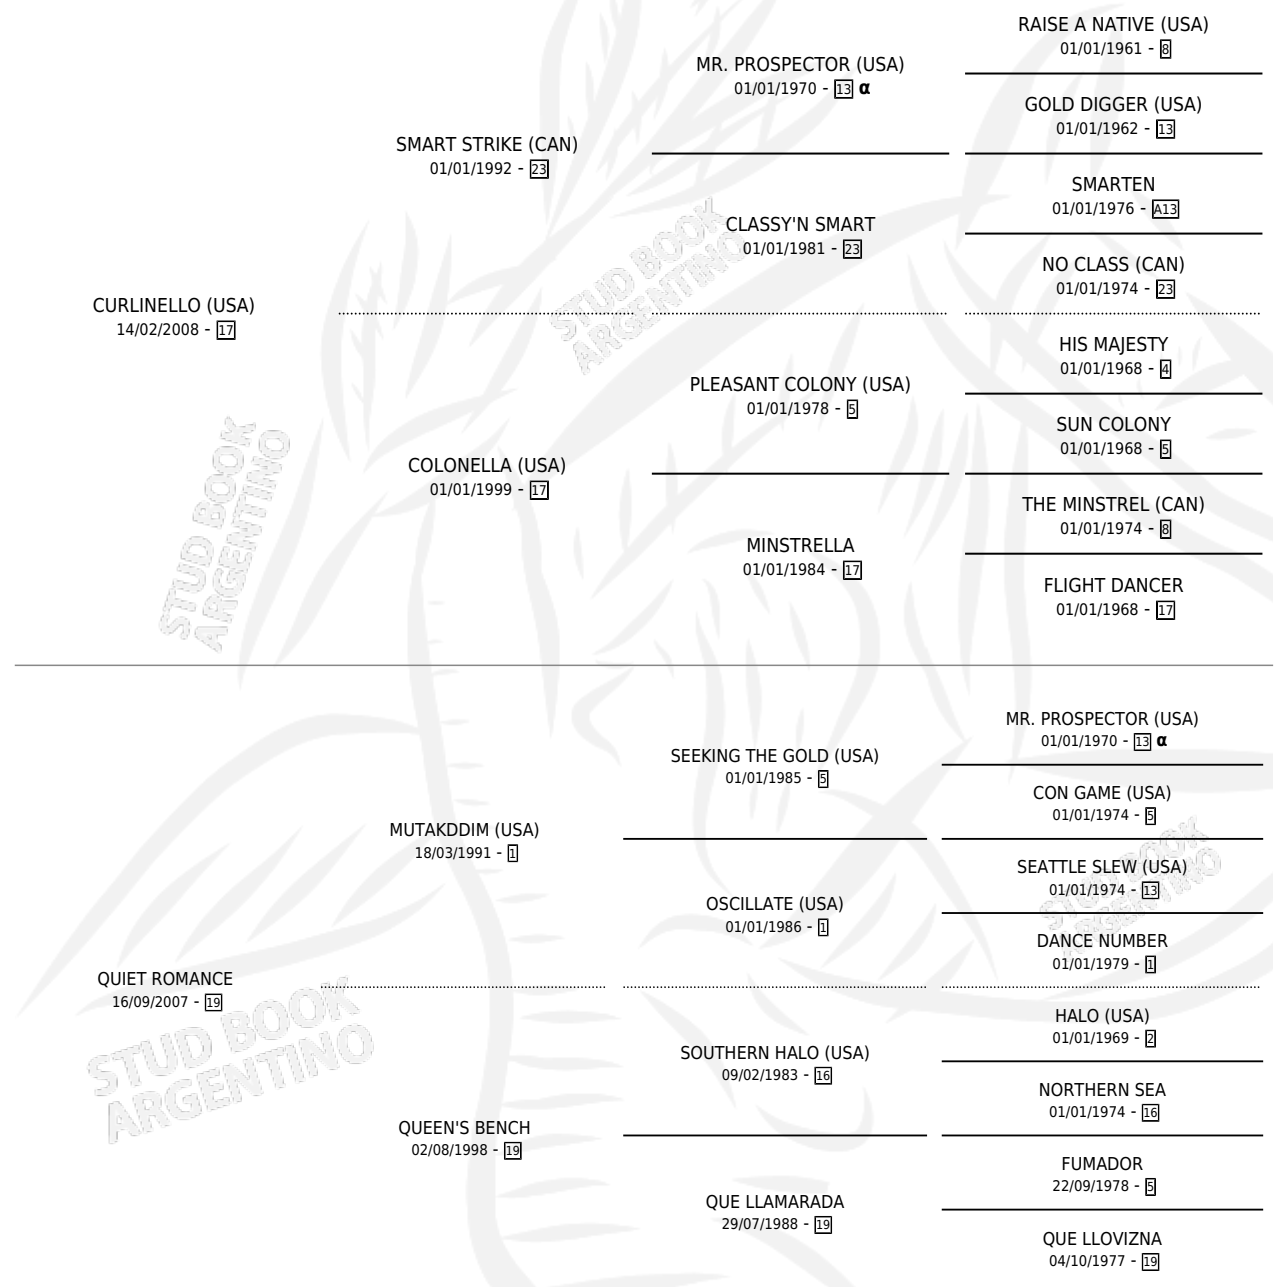 RAISE A NATIVE (USA)
01/01/1961 - 8
MR. PROSPECTOR (USA)
01/01/1970 - 13 α
GOLD DIGGER (USA)
01/01/1962 - 13
SMART STRIKE (CAN)
01/01/1992 - 23
SMARTEN
01/01/1976 - A13
CLASSY'N SMART
01/01/1981 - 23
NO CLASS (CAN)
01/01/1974 - 23
CURLINELLO (USA)
14/02/2008 - 17
HIS MAJESTY
01/01/1968 - 4
PLEASANT COLONY (USA)
01/01/1978 - 5
SUN COLONY
01/01/1968 - 5
COLONELLA (USA)
01/01/1999 - 17
THE MINSTREL (CAN)
01/01/1974 - 8
MINSTRELLA
01/01/1984 - 17
FLIGHT DANCER
01/01/1968 - 17
MR. PROSPECTOR (USA)
01/01/1970 - 13 α
SEEKING THE GOLD (USA)
01/01/1985 - 5
CON GAME (USA)
01/01/1974 - 5
MUTAKDDIM (USA)
18/03/1991 - 1
SEATTLE SLEW (USA)
01/01/1974 - 13
OSCILLATE (USA)
01/01/1986 - 1
DANCE NUMBER
01/01/1979 - 1
QUIET ROMANCE
16/09/2007 - 19
HALO (USA)
01/01/1969 - 2
SOUTHERN HALO (USA)
09/02/1983 - 16
NORTHERN SEA
01/01/1974 - 16
QUEEN'S BENCH
02/08/1998 - 19
FUMADOR
22/09/1978 - 5
QUE LLAMARADA
29/07/1988 - 19
QUE LLOVIZNA
04/10/1977 - 19
STUD BOOK
ARGENTINO
STUD BOOK
ARGENTINO
STUD BOOK
ARGENTINO
STUD BOOK
ARGENTINO